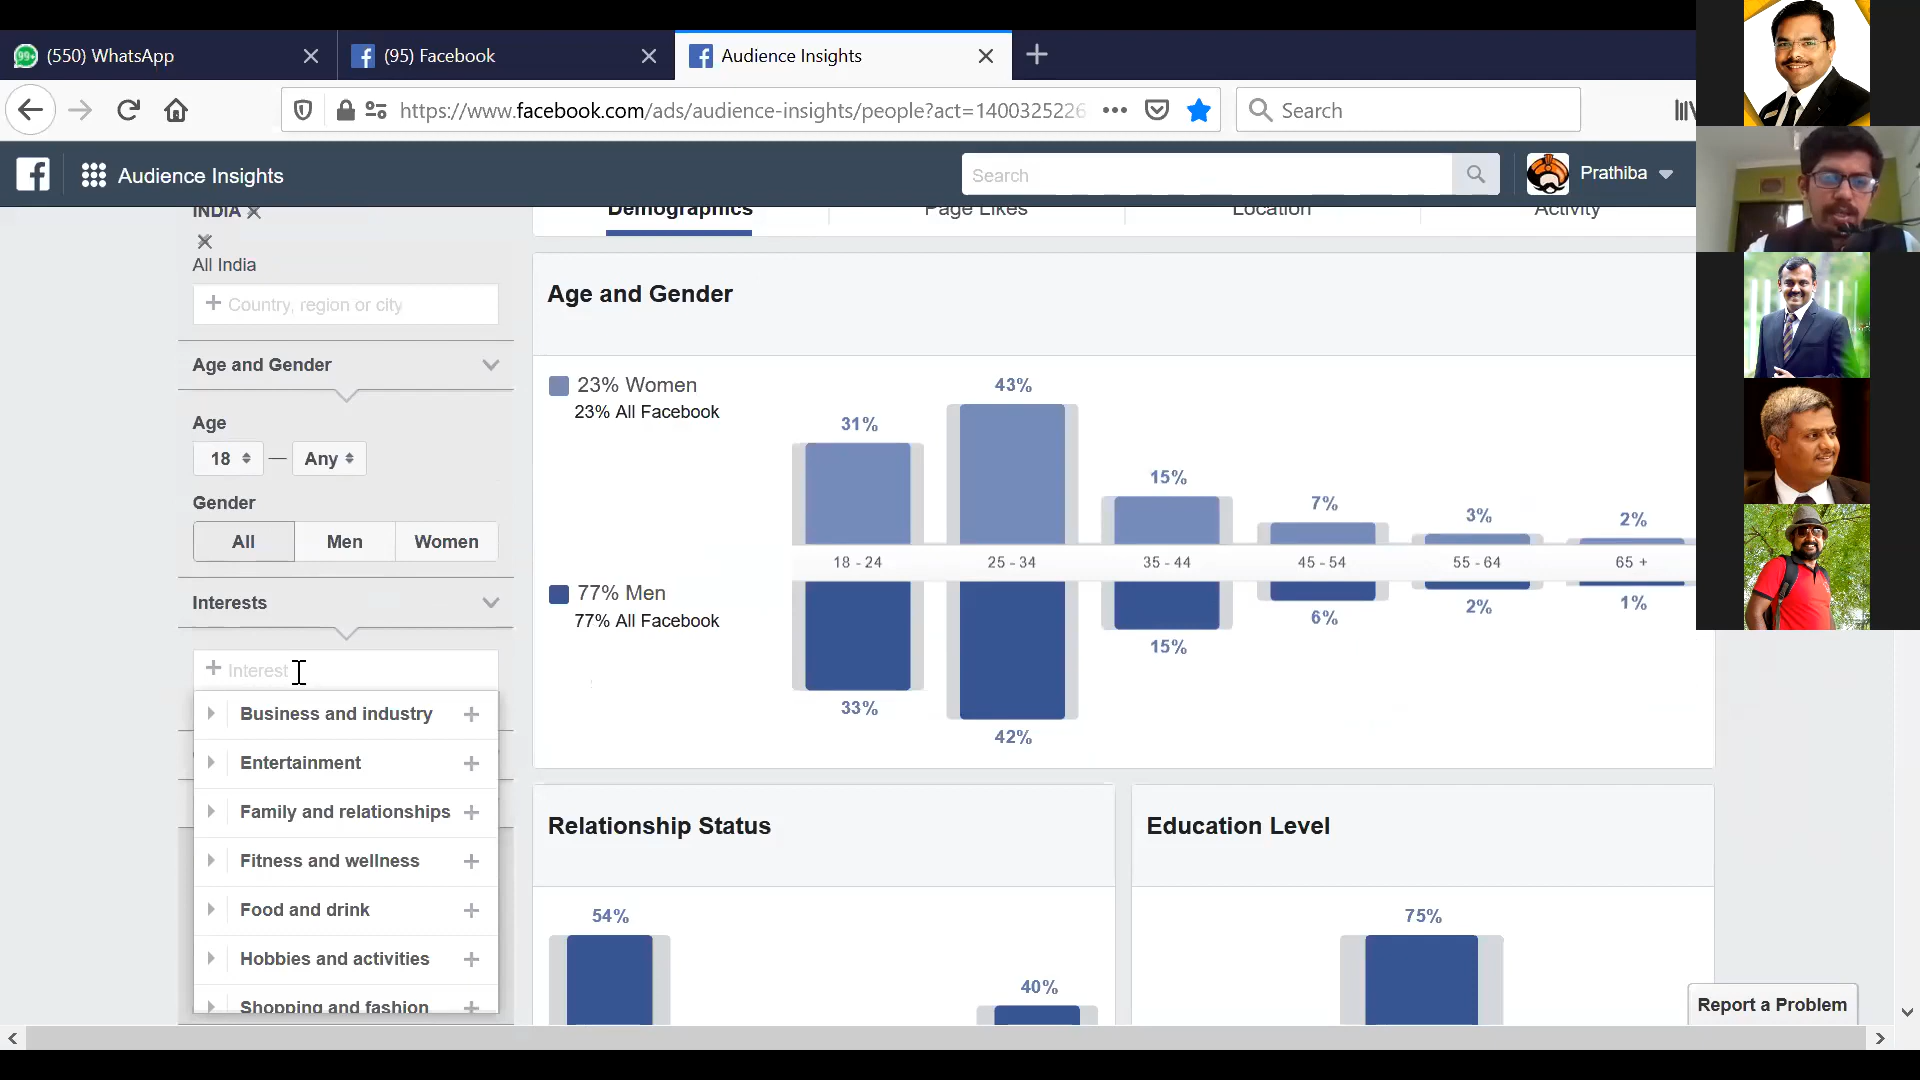 (550) WhatsApp
(95) Facebook
Audience Insights
https://www.facebook.com/ads/audience-insights/people?act=1400325226
Search
Audience Insights
Search
Prathiba
INDIA
All India
Country, region or city
Age and Gender
Age
18 — Any
Gender
All Men Women
Interests
Interest
Business and industry
Entertainment
Family and relationships
Fitness and wellness
Food and drink
Hobbies and activities
Shopping and fashion
Demographics Page Likes Location Activity
Age and Gender
23% Women
23% All Facebook
31% 43% 15% 7% 3% 2%
18 - 24 25 - 34 35 - 44 45 - 54 55 - 64 65 +
77% Men
77% All Facebook
33% 42% 15% 6% 2% 1%
Relationship Status
54%
40%
Education Level
75%
Report a Problem